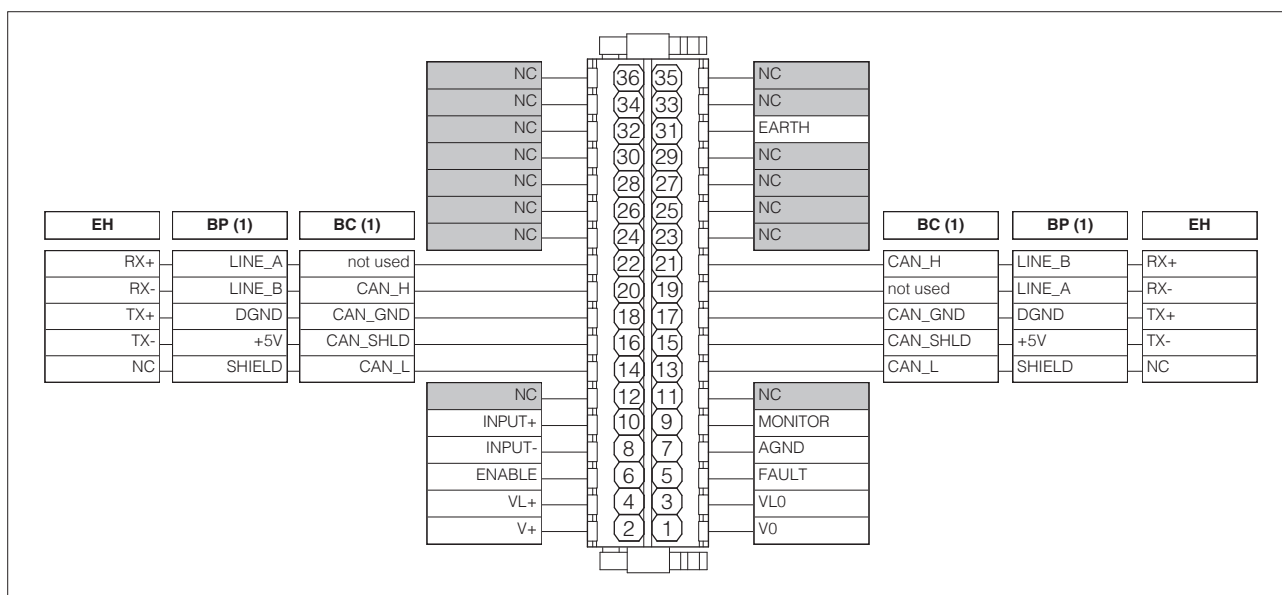 NC 36 35 NC
NC 34 33 NC
NC 32 31 EARTH
NC 30 29 NC
NC 28 27 NC
NC 26 25 NC
NC 24 23 NC
EH BP (1) BC (1) BC (1) BP (1) EH
RX+ LINE_A not used 22 21 CAN_H LINE_B RX+
RX- LINE_B CAN_H 20 19 not used LINE_A RX-
TX+ DGND CAN_GND 18 17 CAN_GND DGND TX+
TX- +5V CAN_SHLD 16 15 CAN_SHLD +5V TX-
NC SHIELD CAN_L 14 13 CAN_L SHIELD NC
NC 12 11 NC
INPUT+ 10 9 MONITOR
INPUT- 8 7 AGND
ENABLE 6 5 FAULT
VL+ 4 3 VL0
V+ 2 1 V0